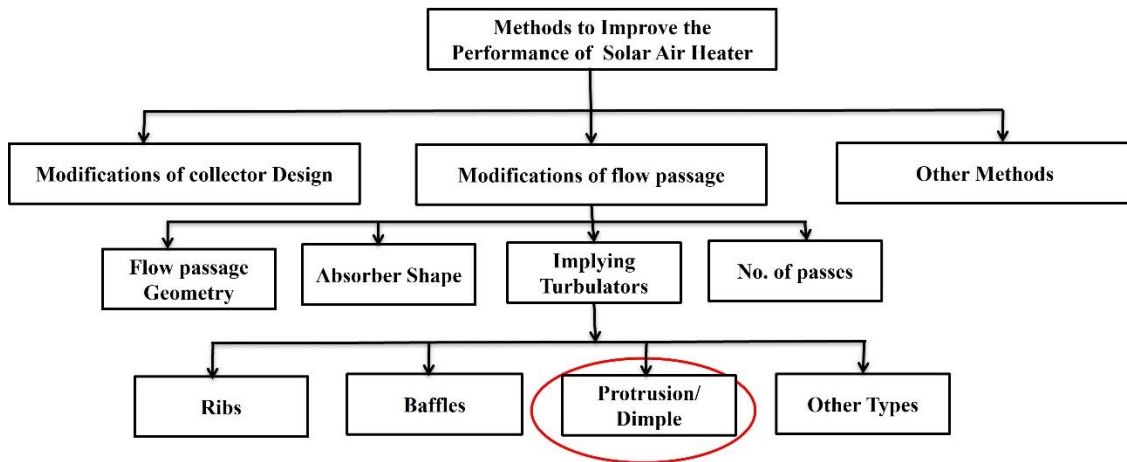 Methods to Improve the
Performance of Solar Air Heater
Modifications of collector Design
Modifications of flow passage
Other Methods
Flow passage
Geometry
Absorber Shape
Implying
Turbulators
No. of passes
Ribs
Baffles
Protrusion/
Dimple
Other Types